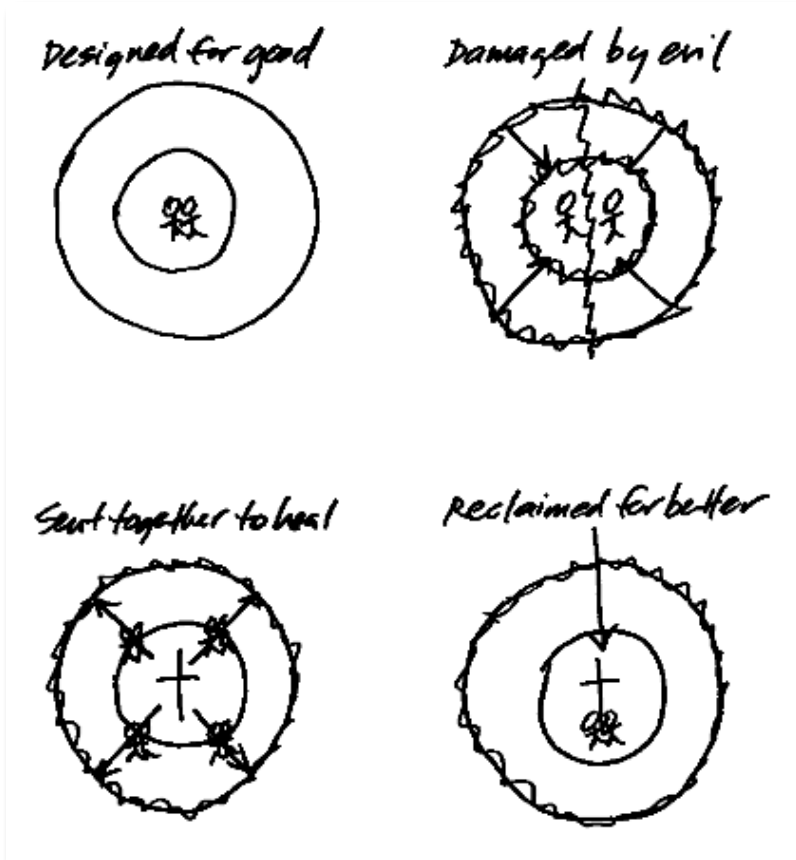 Designed for good
Damaged by evil
Sent together to heal
Reclaimed for better